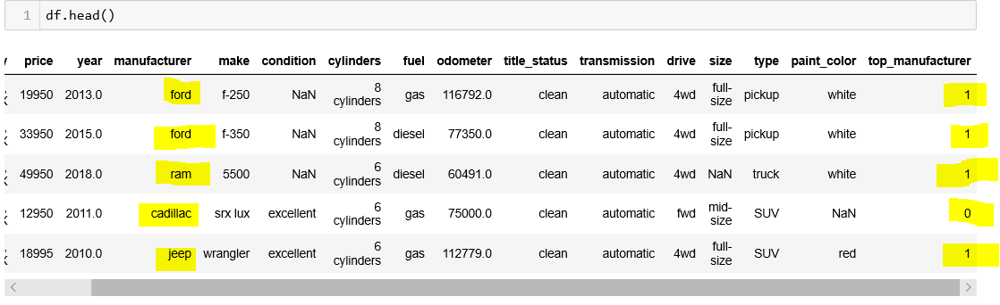 1 df.head()
y price year manufacturer make condition cylinders fuel odometer title_status transmission drive size type paint_color top_manufacturer
19950 2013.0 ford f-250 NaN 8 cylinders gas 116792.0 clean automatic 4wd full-size pickup white 1
33950 2015.0 ford f-350 NaN 8 cylinders diesel 77350.0 clean automatic 4wd full-size pickup white 1
49950 2018.0 ram 5500 NaN 6 cylinders diesel 60491.0 clean automatic 4wd NaN truck white 1
12950 2011.0 cadillac srx lux excellent 6 cylinders gas 75000.0 clean automatic fwd mid-size SUV NaN 0
18995 2010.0 jeep wrangler excellent 6 cylinders gas 112779.0 clean automatic 4wd full-size SUV red 1